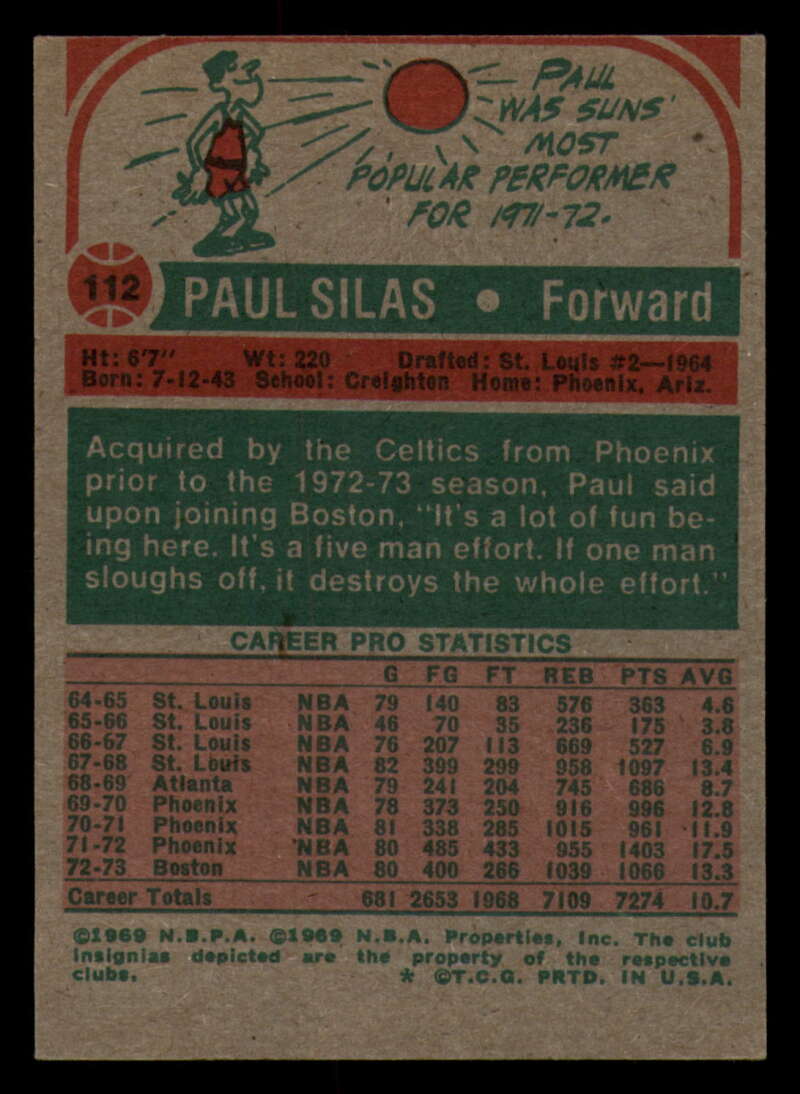 PAUL
WAS SUNS'
MOST
POPULAR PERFORMER
FOR 1971-72.
112 PAUL SILAS • Forward
Ht: 6'7" Wt: 220 Drafted: St. Louis #2—1964
Born: 7-12-43 School: Creighton Home: Phoenix, Ariz.
Acquired by the Celtics from Phoenix
prior to the 1972-73 season, Paul said
upon joining Boston, "It's a lot of fun be-
ing here. It's a five man effort. If one man
sloughs off, it destroys the whole effort."
CAREER PRO STATISTICS
G FG FT REB PTS AVG
64-65 St. Louis NBA 79 140 83 576 363 4.6
65-66 St. Louis NBA 46 70 35 236 175 3.8
66-67 St. Louis NBA 76 207 113 669 527 6.9
67-68 St. Louis NBA 82 399 299 958 1097 13.4
68-69 Atlanta NBA 79 241 204 745 686 8.7
69-70 Phoenix NBA 78 373 250 916 996 12.8
70-71 Phoenix NBA 81 338 285 1015 961 11.9
71-72 Phoenix NBA 80 485 433 955 1403 17.5
72-73 Boston NBA 80 400 266 1039 1066 13.3
Career Totals 681 2653 1968 7109 7274 10.7
©1969 N.B.P.A. ©1969 N.B.A. Properties, Inc. The club
insignias depicted are the property of the respective
clubs. * ©T.C.G. PRTD. IN U.S.A.